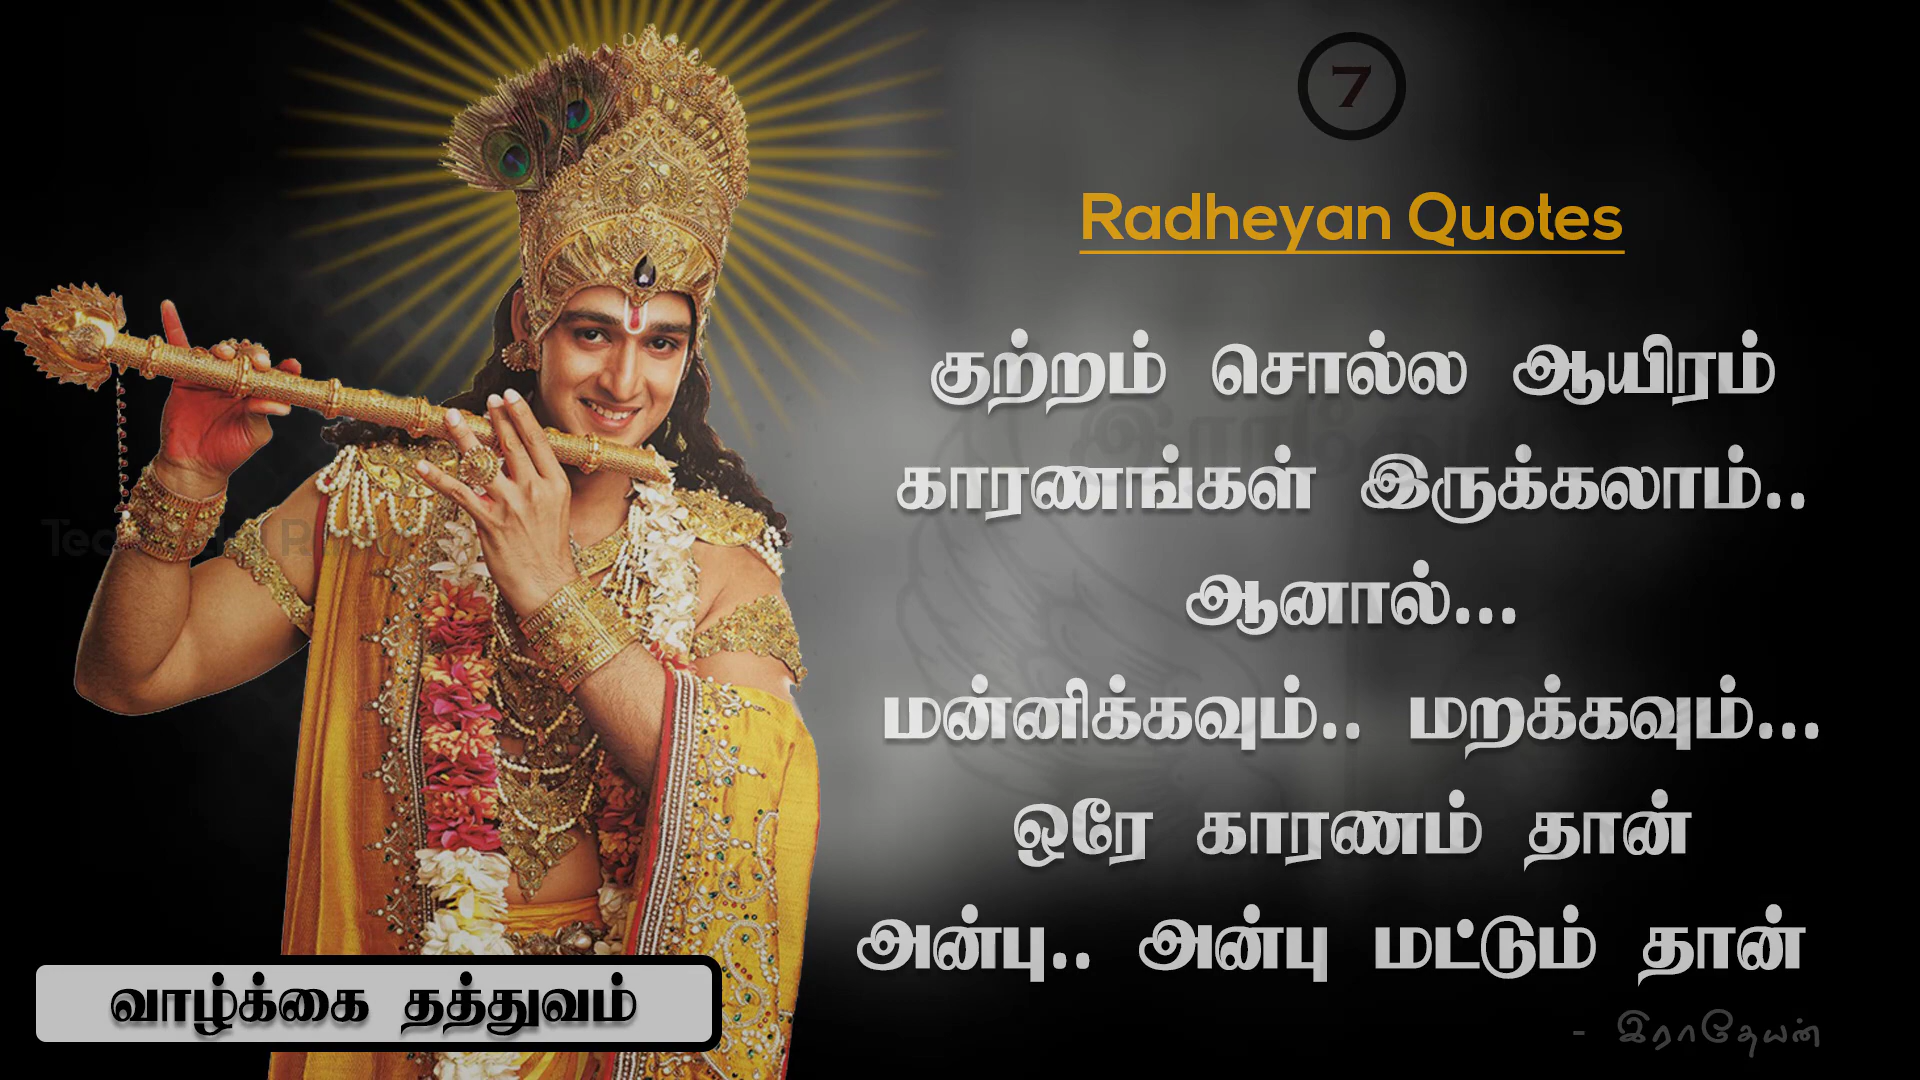 7
Radheyan Quotes
குற்றம் சொல்ல ஆயிரம்
காரணங்கள் இருக்கலாம்..
ஆனால்...
மன்னிக்கவும்.. மறக்கவும்...
ஒரே காரணம் தான்
அன்பு.. அன்பு மட்டும் தான்
- இராதேயன்
வாழ்க்கை தத்துவம்